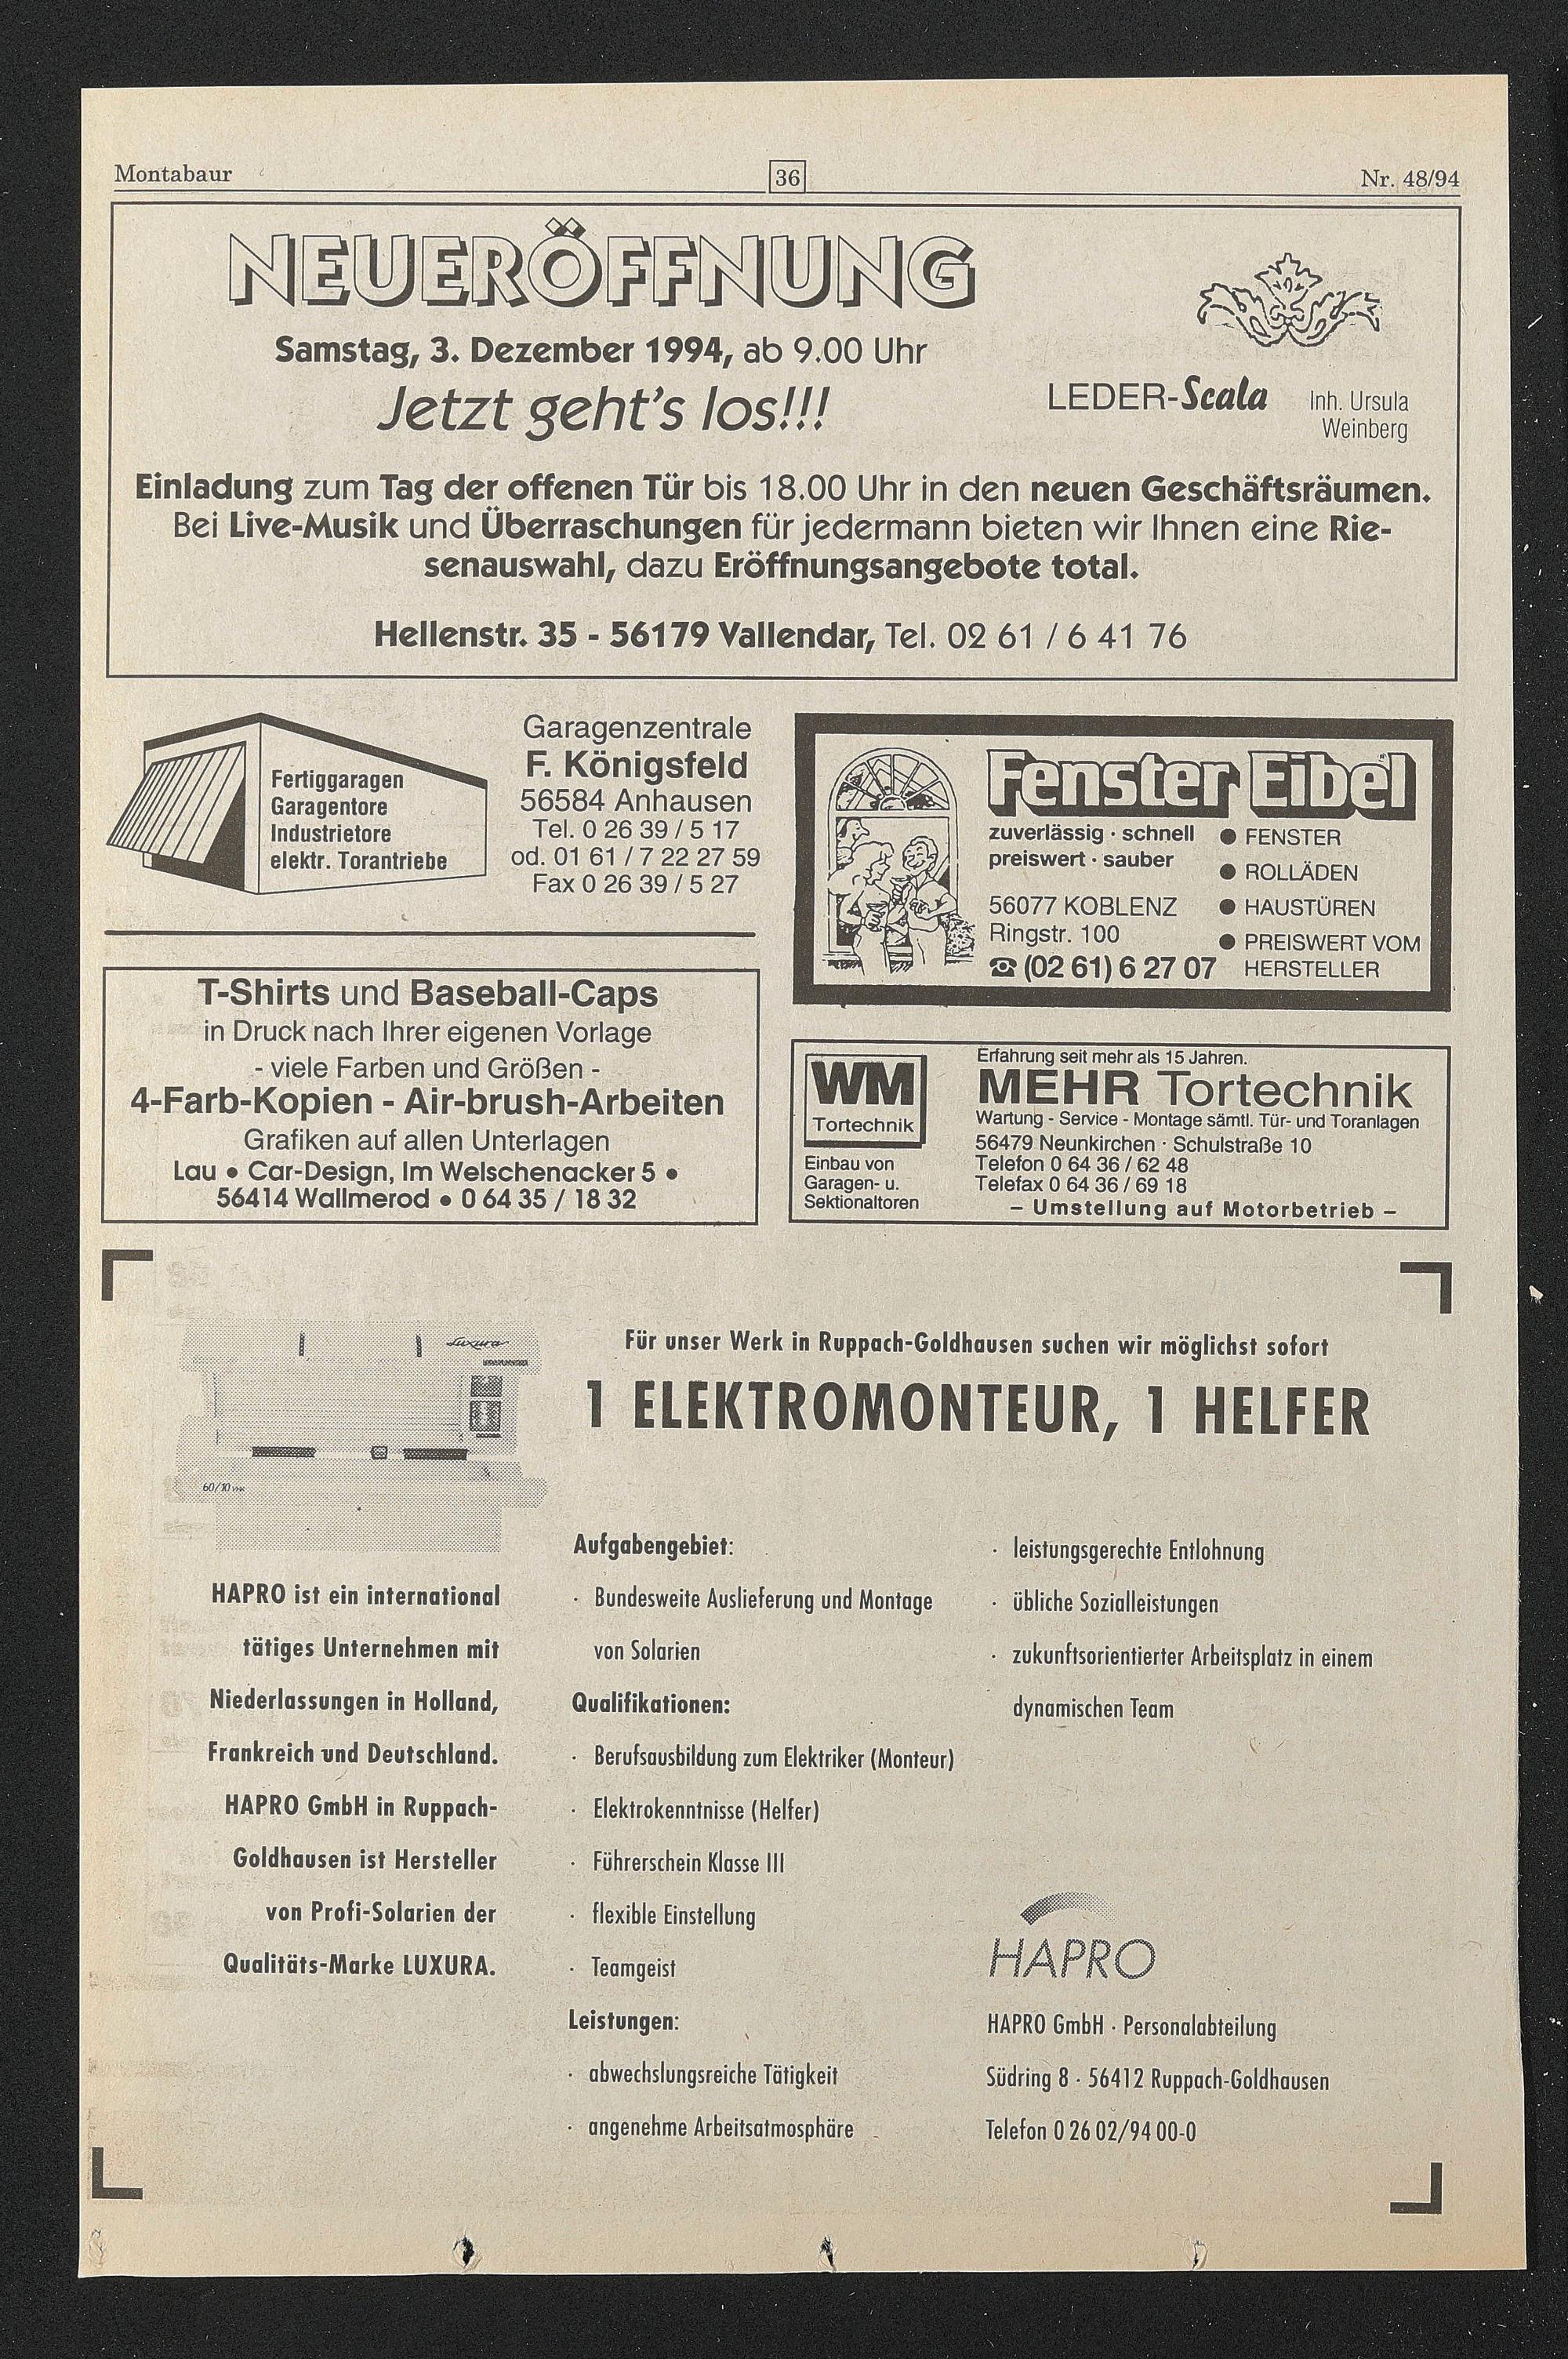 Montabaur
36
Nr. 48/94
NEUERÖFFNUNG
Samstag, 3. Dezember 1994, ab 9.00 Uhr
Jetzt geht's los!!!
LEDER-Scala
Inh. Ursula
Weinberg
Einladung zum Tag der offenen Tür bis 18.00 Uhr in den neuen Geschäftsräumen.
Bei Live-Musik und Überraschungen für jedermann bieten wir Ihnen eine Rie-
senauswahl, dazu Eröffnungsangebote total.
Hellenstr. 35 - 56179 Vallendar, Tel. 02 61 / 6 41 76
Fertiggaragen
Garagentore
Industrietore
elektr. Torantriebe
Garagenzentrale
F. Königsfeld
56584 Anhausen
Tel. 0 26 39 / 5 17
od. 01 61 / 7 22 27 59
Fax 0 26 39 / 5 27
Fenster Eibel
zuverlässig · schnell
preiswert · sauber
56077 KOBLENZ
Ringstr. 100
☎ (02 61) 6 27 07
● FENSTER
● ROLLÄDEN
● HAUSTÜREN
● PREISWERT VOM
HERSTELLER
T-Shirts und Baseball-Caps
in Druck nach Ihrer eigenen Vorlage
- viele Farben und Größen -
4-Farb-Kopien - Air-brush-Arbeiten
Grafiken auf allen Unterlagen
Lau ● Car-Design, Im Welschenacker 5 ●
56414 Wallmerod ● 0 64 35 / 18 32
WM
Tortechnik
Einbau von
Garagen- u.
Sektionaltoren
Erfahrung seit mehr als 15 Jahren.
MEHR Tortechnik
Wartung - Service - Montage sämtl. Tür- und Toranlagen
56479 Neunkirchen · Schulstraße 10
Telefon 0 64 36 / 62 48
Telefax 0 64 36 / 69 18
– Umstellung auf Motorbetrieb –
Luxura
60/10
Für unser Werk in Ruppach-Goldhausen suchen wir möglichst sofort
1 ELEKTROMONTEUR, 1 HELFER
HAPRO ist ein international
tätiges Unternehmen mit
Niederlassungen in Holland,
Frankreich und Deutschland.
HAPRO GmbH in Ruppach-
Goldhausen ist Hersteller
von Profi-Solarien der
Qualitäts-Marke LUXURA.
Aufgabengebiet:
· Bundesweite Auslieferung und Montage
von Solarien
Qualifikationen:
· Berufsausbildung zum Elektriker (Monteur)
· Elektrokenntnisse (Helfer)
· Führerschein Klasse III
· flexible Einstellung
· Teamgeist
Leistungen:
· abwechslungsreiche Tätigkeit
· angenehme Arbeitsatmosphäre
· leistungsgerechte Entlohnung
· übliche Sozialleistungen
· zukunftsorientierter Arbeitsplatz in einem
dynamischen Team
HAPRO
HAPRO GmbH · Personalabteilung
Südring 8 · 56412 Ruppach-Goldhausen
Telefon 0 26 02/94 00-0